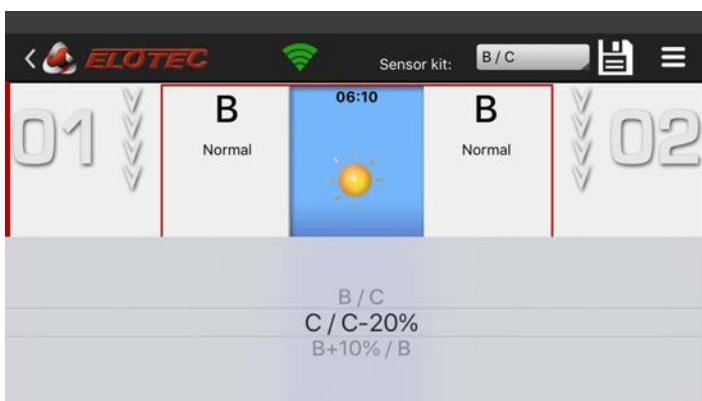 ELOTEC Sensor kit: B / C
01 B 06:10 B 02
Normal Normal
B / C
C / C-20%
B+10% / B